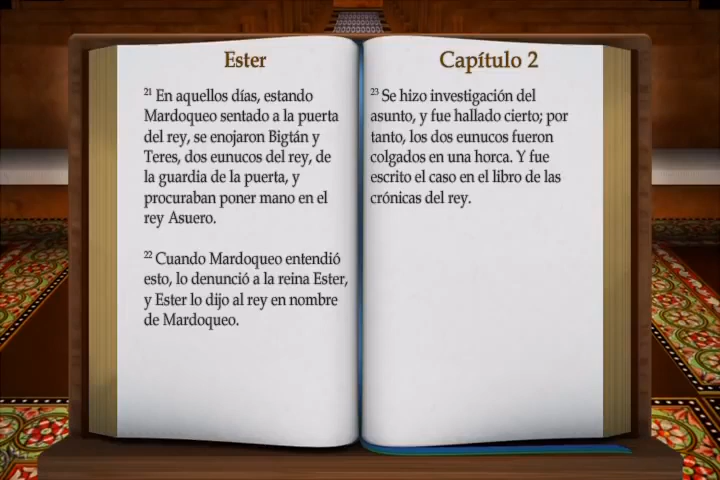 Ester
21 En aquellos días, estando
Mardoqueo sentado a la puerta
del rey, se enojaron Bigtán y
Teres, dos eunucos del rey, de
la guardia de la puerta, y
procuraban poner mano en el
rey Asuero.
22 Cuando Mardoqueo entendió
esto, lo denunció a la reina Ester,
y Ester lo dijo al rey en nombre
de Mardoqueo.
Capítulo 2
23 Se hizo investigación del
asunto, y fue hallado cierto; por
tanto, los dos eunucos fueron
colgados en una horca. Y fue
escrito el caso en el libro de las
crónicas del rey.